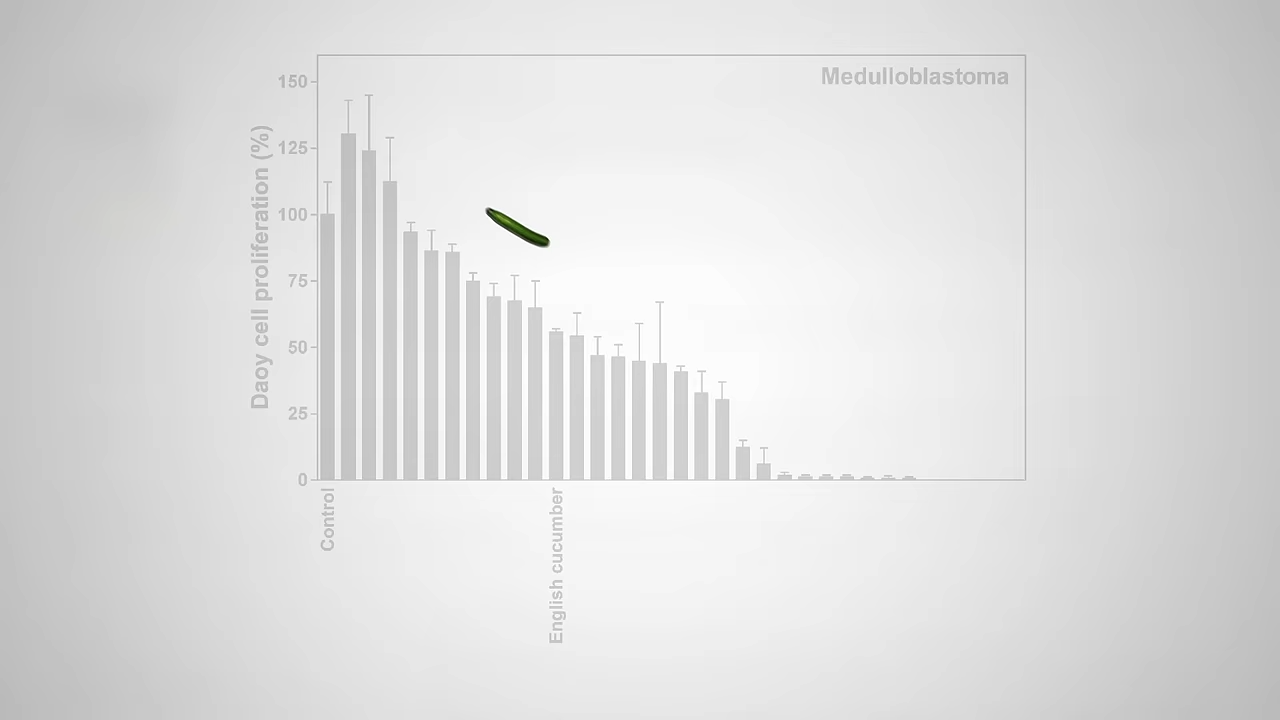 Medulloblastoma
Daoy cell proliferation (%)
150
125
100
75
50
25
0
Control
English cucumber